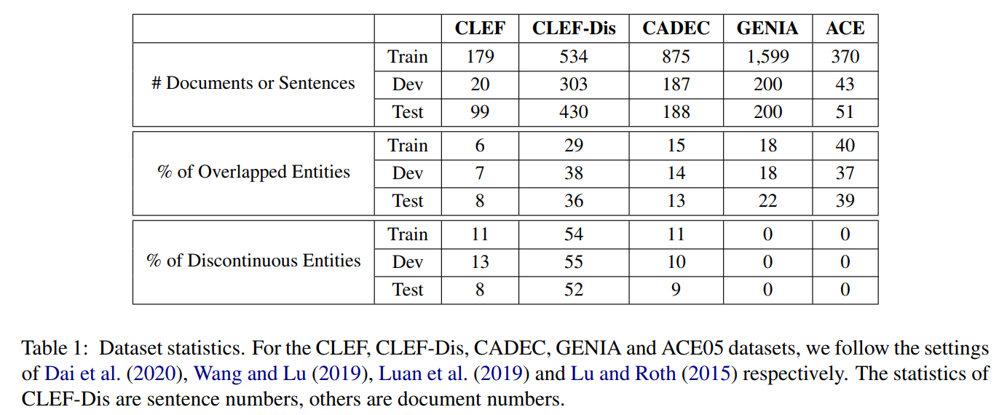 CLEF CLEF-Dis CADEC GENIA ACE
# Documents or Sentences Train 179 534 875 1,599 370
Dev 20 303 187 200 43
Test 99 430 188 200 51
% of Overlapped Entities Train 6 29 15 18 40
Dev 7 38 14 18 37
Test 8 36 13 22 39
% of Discontinuous Entities Train 11 54 11 0 0
Dev 13 55 10 0 0
Test 8 52 9 0 0
Table 1: Dataset statistics. For the CLEF, CLEF-Dis, CADEC, GENIA and ACE05 datasets, we follow the settings
of Dai et al. (2020), Wang and Lu (2019), Luan et al. (2019) and Lu and Roth (2015) respectively. The statistics of
CLEF-Dis are sentence numbers, others are document numbers.